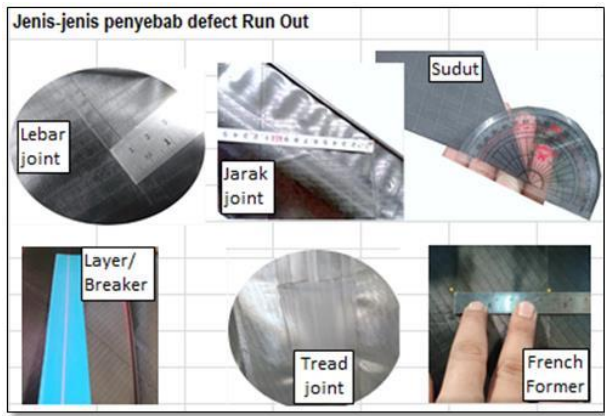 Jenis-jenis penyebab defect Run Out
Lebar
joint
Jarak
joint
Sudut
Layer/
Breaker
Tread
joint
French
Former